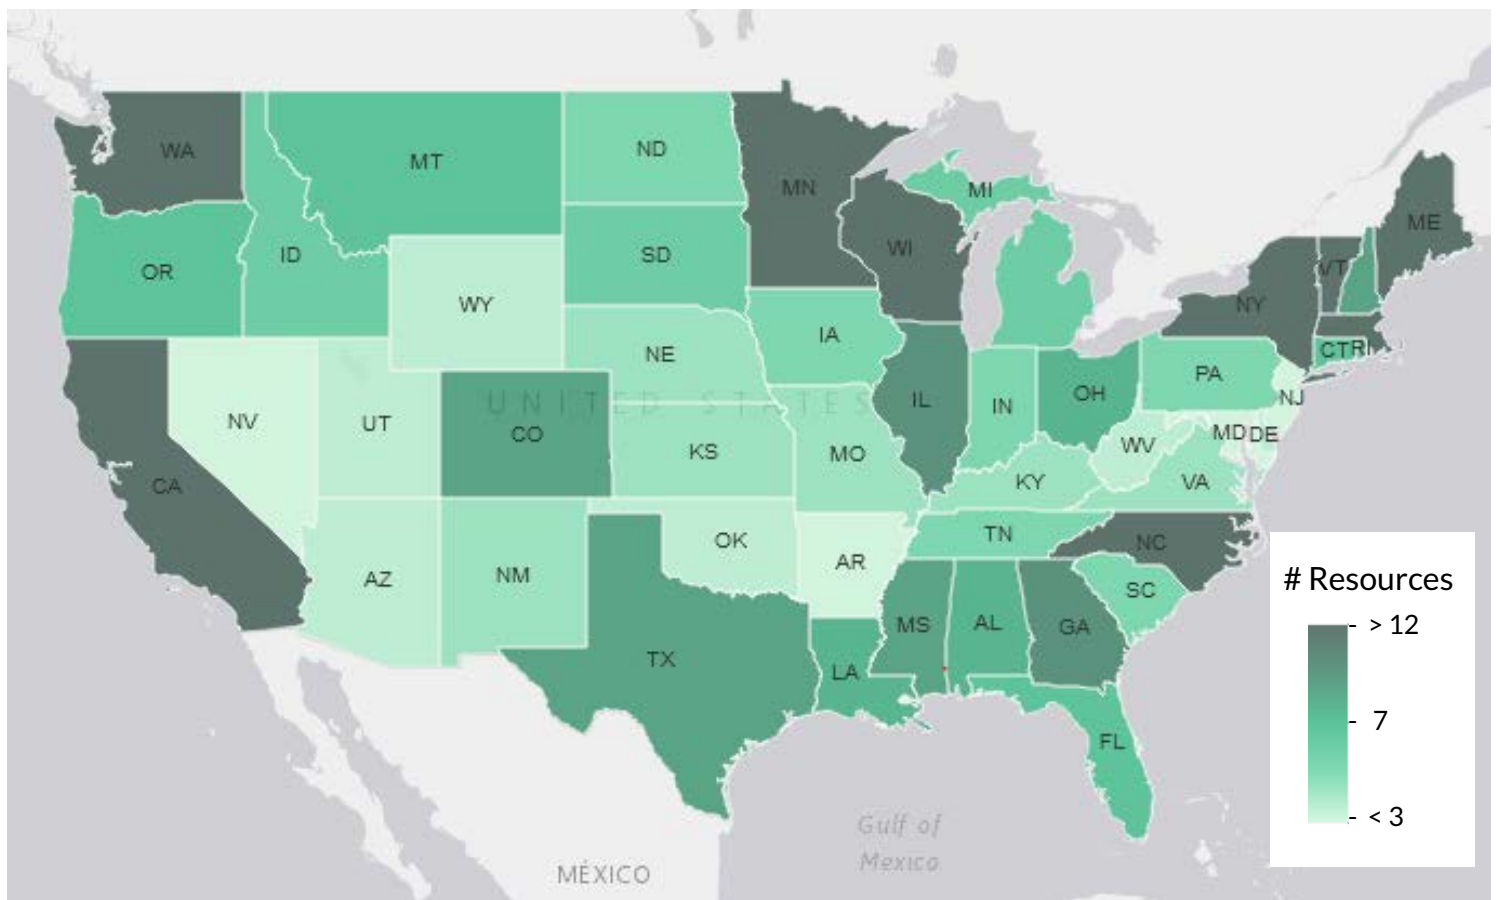 WA
MT
ND
MN
MI
ME
OR
ID
SD
WI
VT
NY
WY
IA
NE
CT
RI
PA
UNITED STATES
NV
UT
CO
IL
IN
OH
NJ
KS
MO
WV
MD
DE
CA
KY
VA
OK
TN
NC
AZ
NM
AR
SC
TX
MS
AL
GA
LA
FL
# Resources
> 12
7
< 3
Gulf of
Mexico
MÉXICO